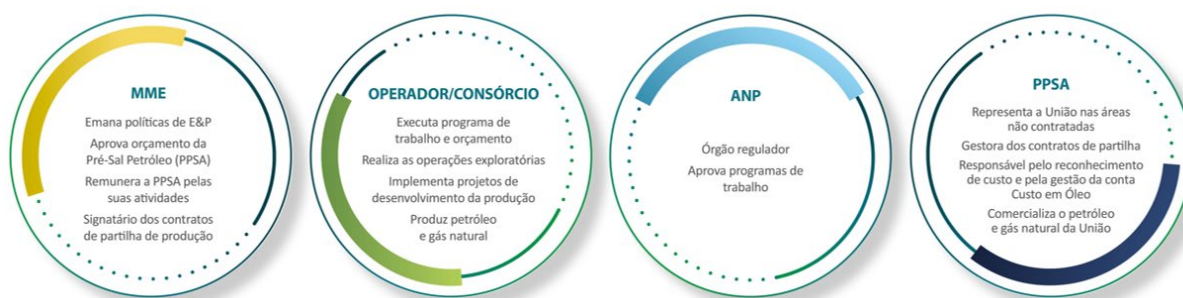 MME
Emana políticas de E&P
Aprova orçamento da
Pré-Sal Petróleo (PPSA)
Remunera a PPSA pelas
suas atividades
Signatário dos contratos
de partilha de produção
OPERADOR/CONSÓRCIO
Executa programa de
trabalho e orçamento
Realiza as operações exploratórias
Implementa projetos de
desenvolvimento da produção
Produz petróleo
e gás natural
ANP
Órgão regulador
Aprova programas de
trabalho
PPSA
Representa a União nas áreas
não contratadas
Gestora dos contratos de partilha
Responsável pelo reconhecimento
de custo e pela gestão da conta
Custo em Óleo
Comercializa o petróleo
e gás natural da União